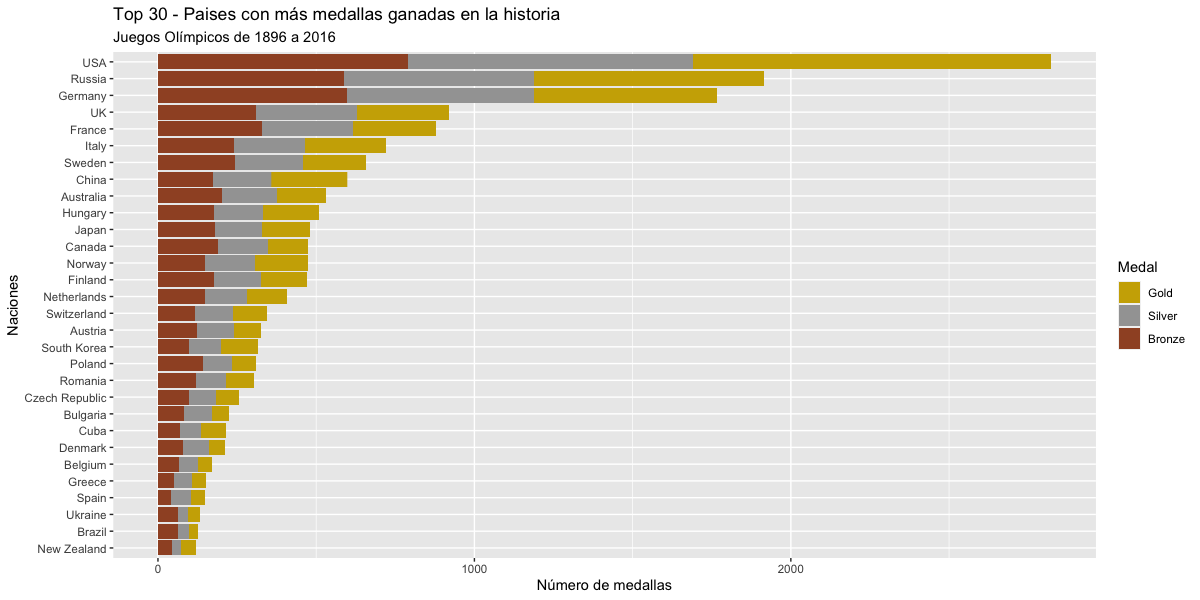 Top 30 - Paises con más medallas ganadas en la historia
Juegos Olímpicos de 1896 a 2016
Naciones
USA
Russia
Germany
UK
France
Italy
Sweden
China
Australia
Hungary
Japan
Canada
Norway
Finland
Netherlands
Switzerland
Austria
South Korea
Poland
Romania
Czech Republic
Bulgaria
Cuba
Denmark
Belgium
Greece
Spain
Ukraine
Brazil
New Zealand
0 1000 2000
Número de medallas
Medal
Gold
Silver
Bronze